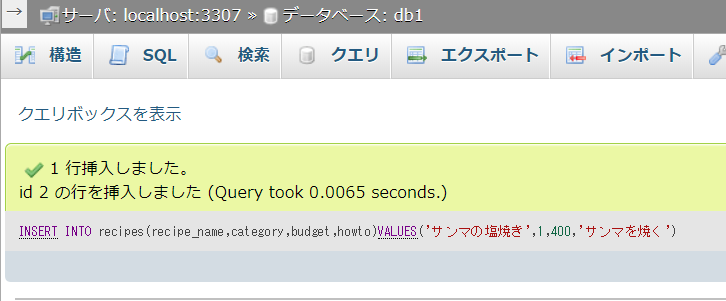 → サーバ: localhost:3307 » データベース: db1
構造 SQL 検索 クエリ エクスポート インポート
クエリボックスを表示
1 行挿入しました。
id 2 の行を挿入しました (Query took 0.0065 seconds.)
INSERT INTO recipes(recipe_name,category,budget,howto)VALUES('サンマの塩焼き',1,400,'サンマを焼く')